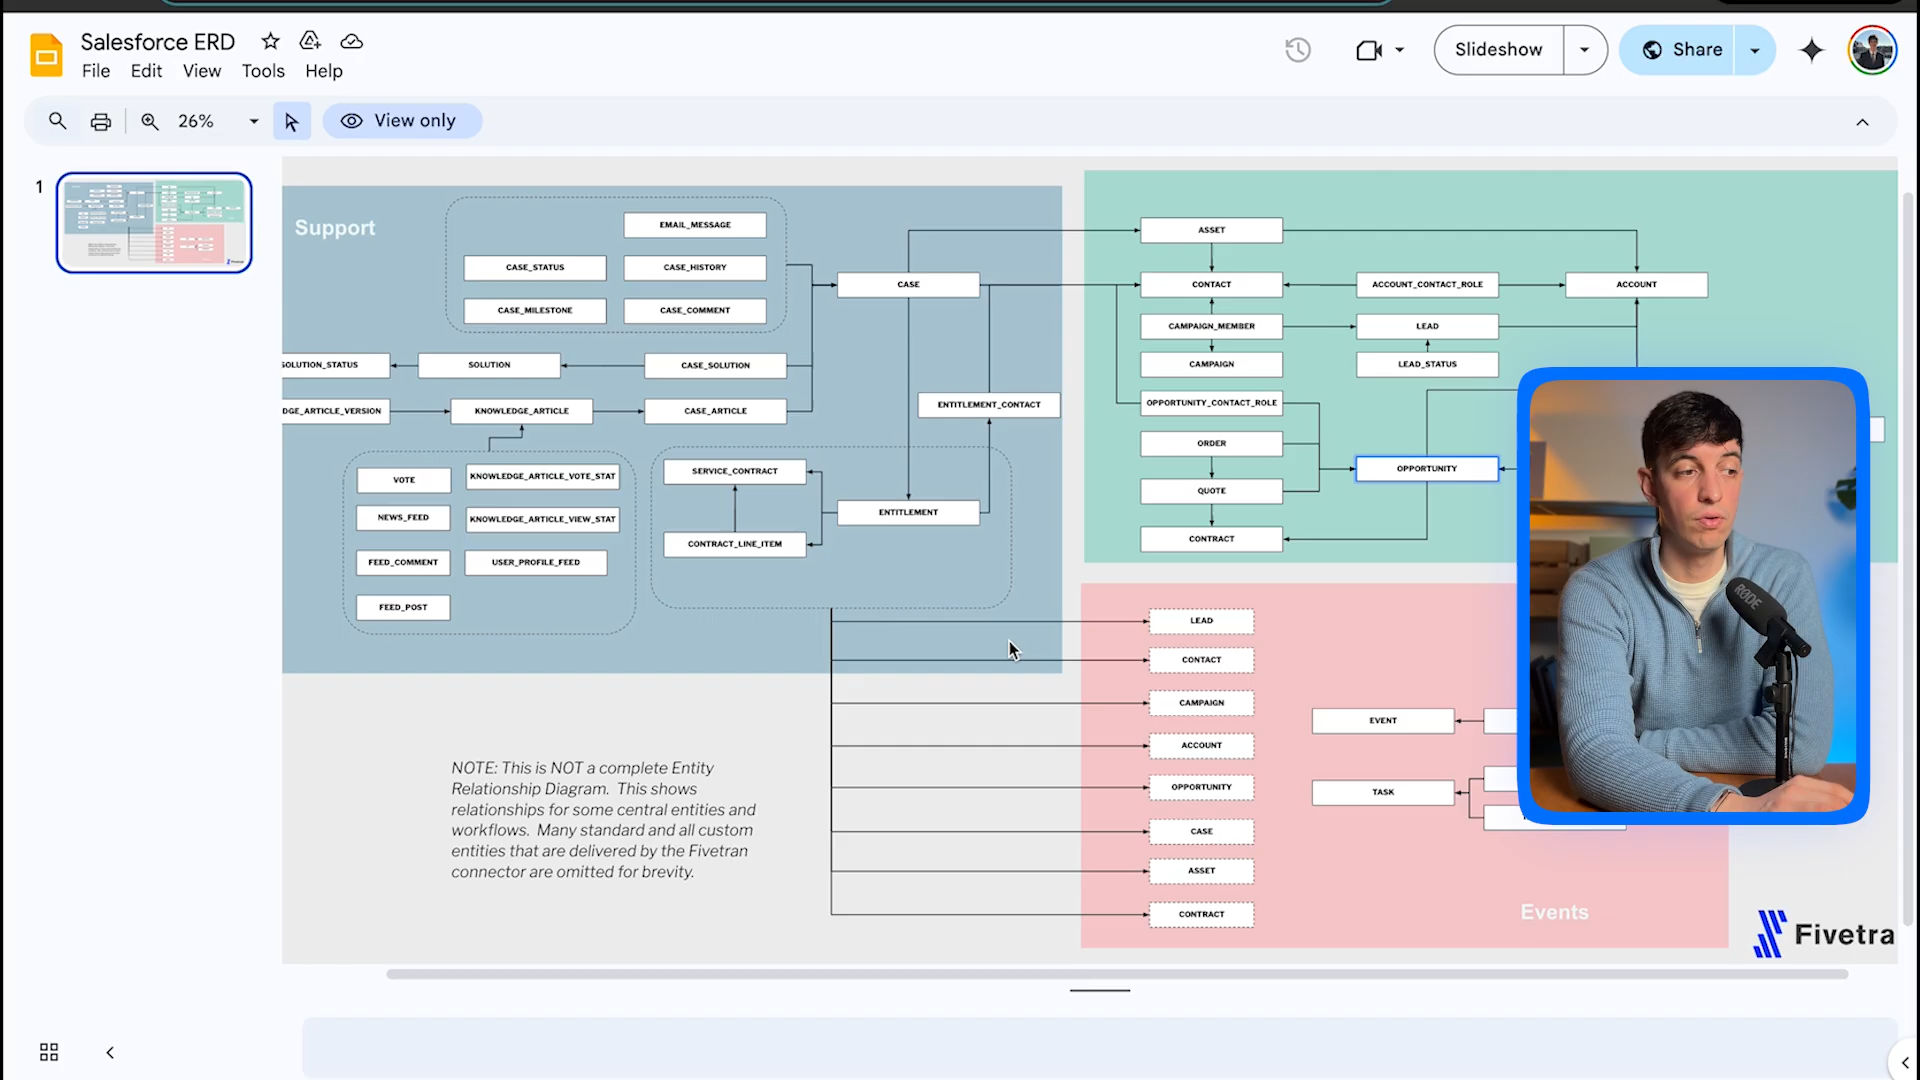 Salesforce ERD
File Edit View Tools Help
Slideshow
Share
26%
View only
1
Support
EMAIL_MESSAGE
CASE_STATUS
CASE_HISTORY
CASE_MILESTONE
CASE_COMMENT
CASE
SOLUTION_STATUS
SOLUTION
CASE_SOLUTION
DGE_ARTICLE_VERSION
KNOWLEDGE_ARTICLE
CASE_ARTICLE
ENTITLEMENT_CONTACT
VOTE
KNOWLEDGE_ARTICLE_VOTE_STAT
NEWS_FEED
KNOWLEDGE_ARTICLE_VIEW_STAT
FEED_COMMENT
USER_PROFILE_FEED
FEED_POST
SERVICE_CONTRACT
ENTITLEMENT
CONTRACT_LINE_ITEM
ASSET
CONTACT
ACCOUNT_CONTACT_ROLE
ACCOUNT
CAMPAIGN_MEMBER
LEAD
CAMPAIGN
LEAD_STATUS
OPPORTUNITY_CONTACT_ROLE
ORDER
OPPORTUNITY
QUOTE
CONTRACT
LEAD
CONTACT
CAMPAIGN
ACCOUNT
OPPORTUNITY
CASE
ASSET
CONTRACT
EVENT
TASK
Events
NOTE: This is NOT a complete Entity
Relationship Diagram. This shows
relationships for some central entities and
workflows. Many standard and all custom
entities that are delivered by the Fivetran
connector are omitted for brevity.
RØDE
Fivetra